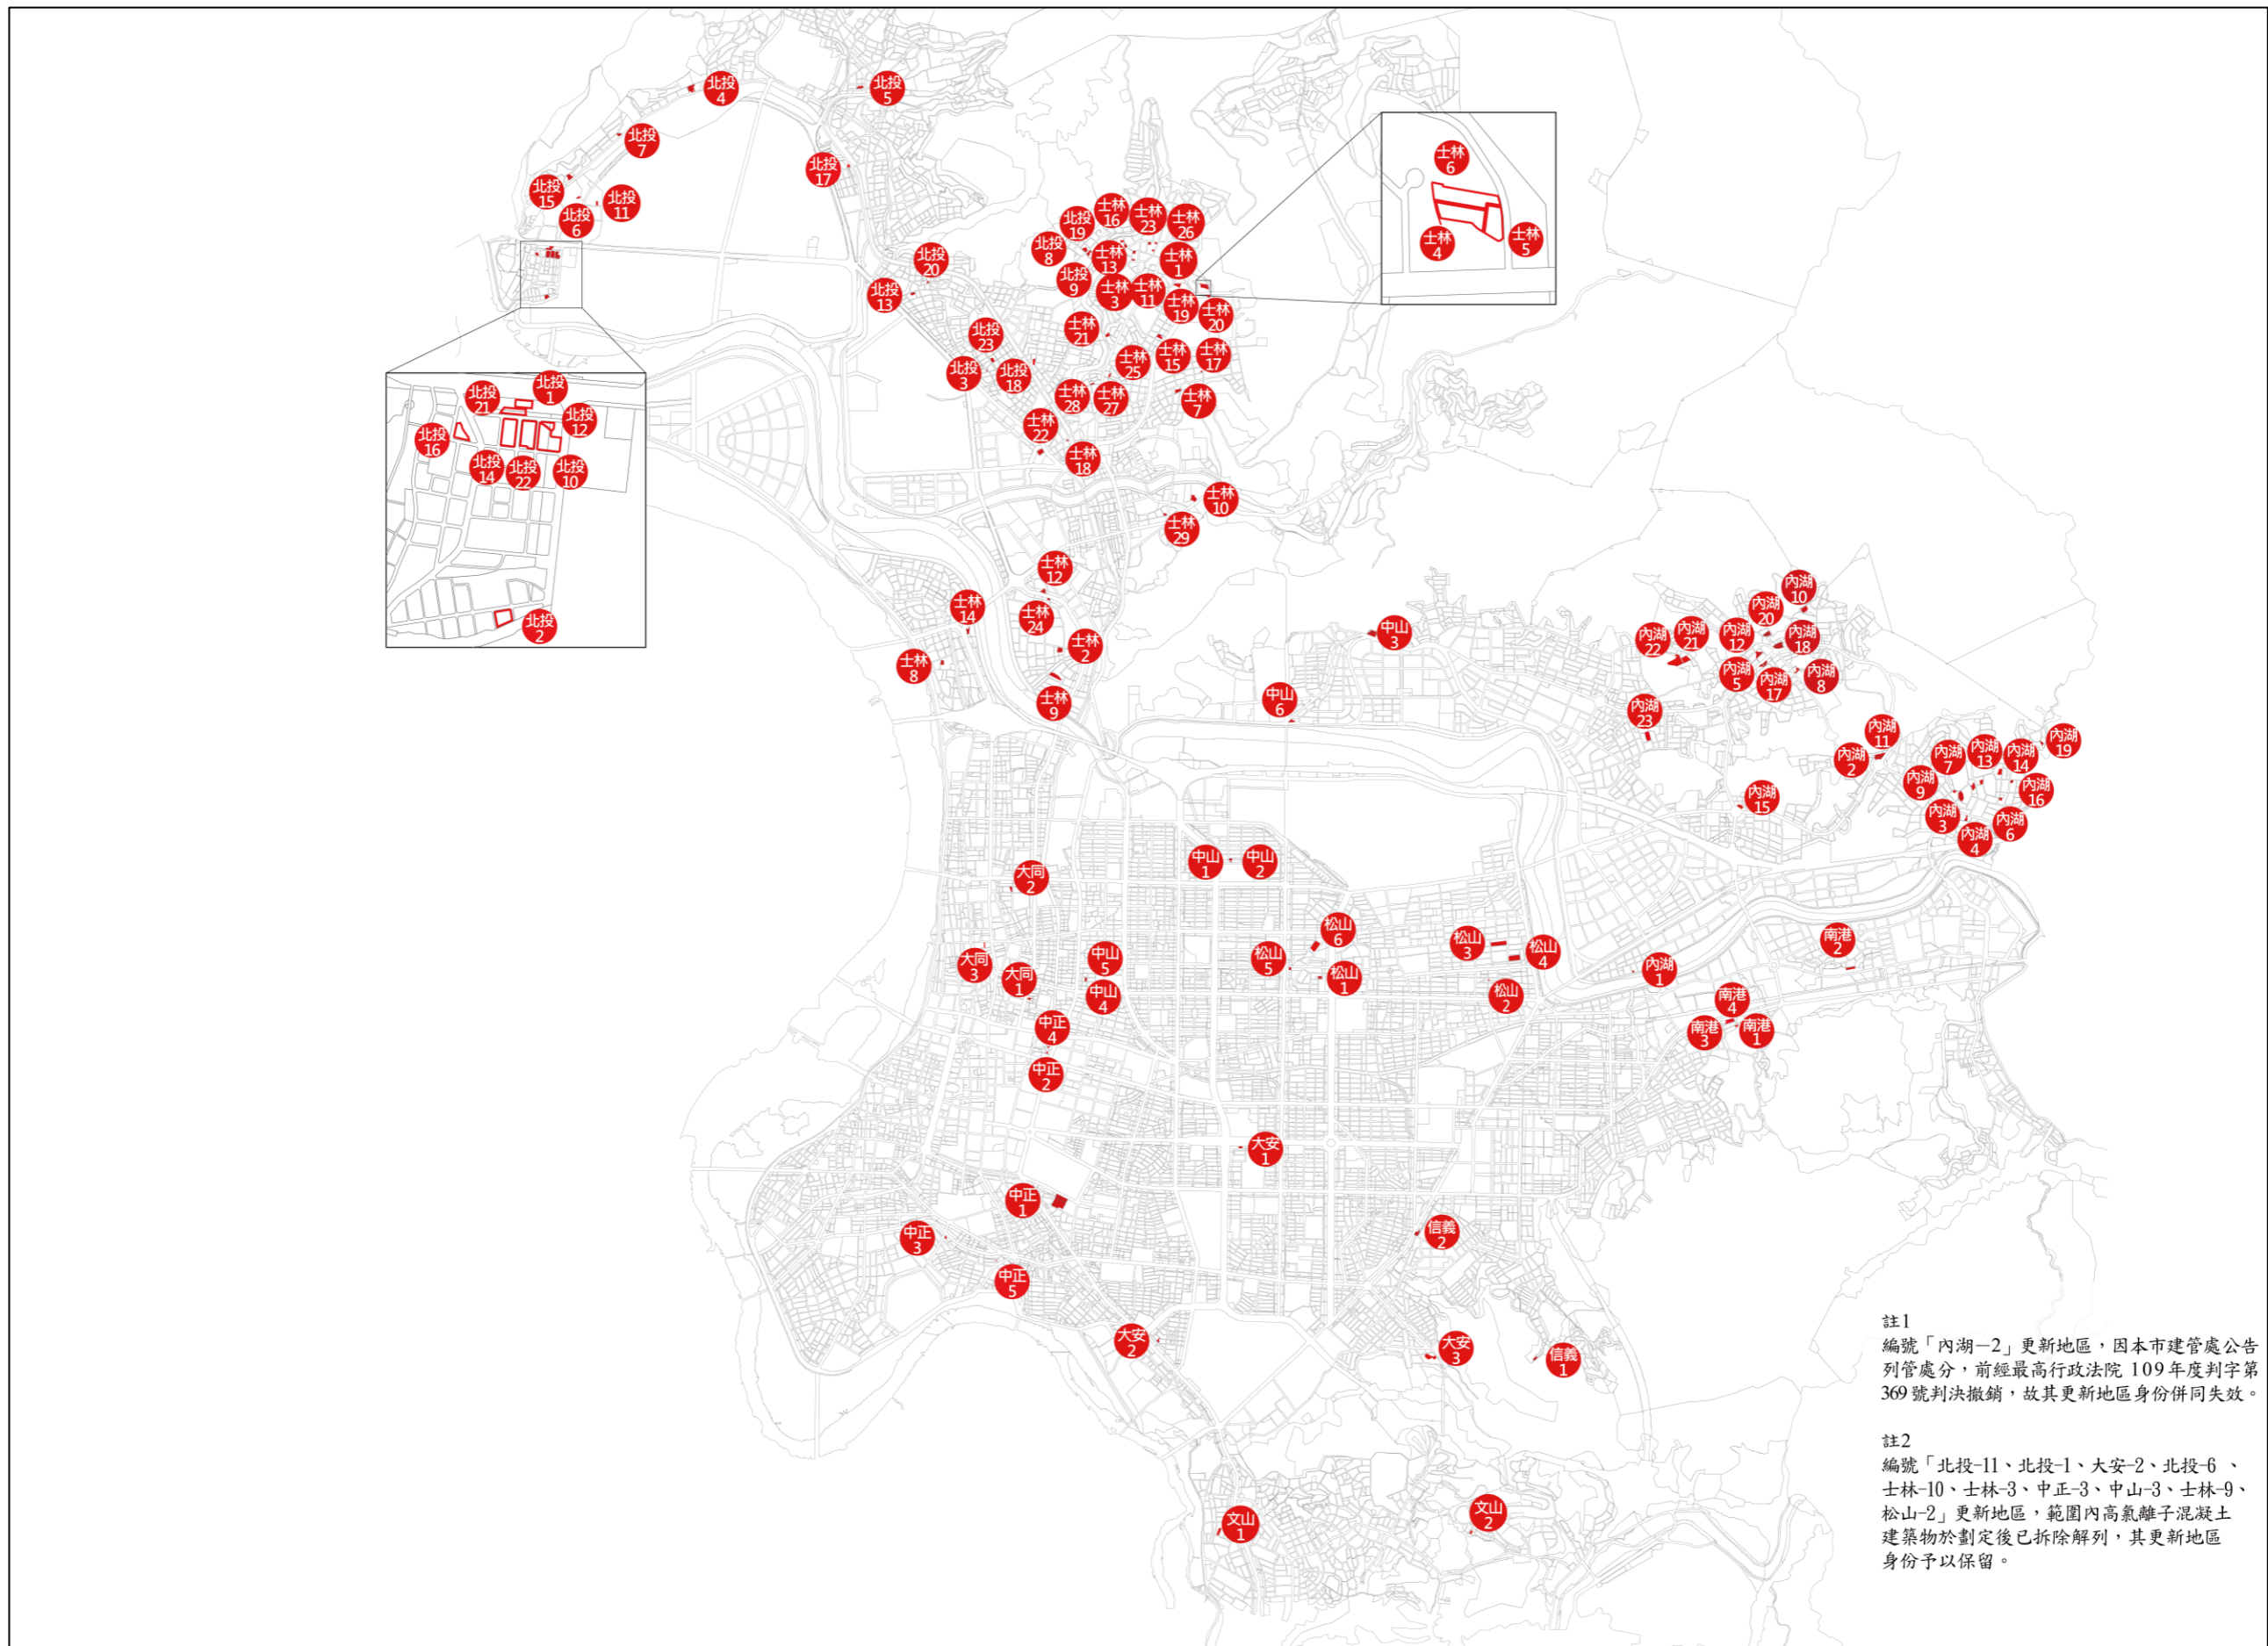 北投
4
北投
5
北投
7
北投
17
北投
15
北投
11
北投
6
士林
6
士林
4
士林
5
士林
16
士林
23
士林
26
北投
19
北投
8
士林
13
士林
1
北投
20
北投
9
士林
3
士林
11
北投
13
士林
19
士林
20
士林
21
北投
23
士林
25
士林
15
士林
17
北投
3
北投
18
士林
28
士林
27
士林
7
士林
22
士林
18
北投
21
北投
1
北投
12
北投
16
北投
14
北投
22
北投
10
北投
2
士林
10
士林
29
士林
12
士林
14
士林
24
士林
2
士林
8
士林
9
中山
3
中山
6
內湖
10
內湖
20
內湖
22
內湖
21
內湖
12
內湖
18
內湖
5
內湖
17
內湖
8
內湖
23
內湖
11
內湖
2
內湖
7
內湖
13
內湖
14
內湖
19
內湖
9
內湖
16
內湖
15
內湖
3
內湖
4
內湖
6
中山
1
中山
2
大同
2
大同
3
大同
1
中山
5
中山
4
松山
6
松山
5
松山
1
松山
3
松山
4
松山
2
內湖
1
南港
2
南港
4
南港
3
南港
1
中正
4
中正
2
大安
1
中正
1
中正
3
中正
5
信義
2
大安
2
大安
3
信義
1
文山
1
文山
2
註1
編號「內湖－2」更新地區，因本市建管處公告
列管處分，前經最高行政法院 109年度判字第
369號判決撤銷，故其更新地區身份併同失效。
註2
編號「北投-11、北投-1、大安-2、北投-6 、
士林-10、士林-3、中正-3、中山-3、士林-9、
松山-2」更新地區，範圍內高氯離子混凝土
建築物於劃定後已拆除解列，其更新地區
身份予以保留。